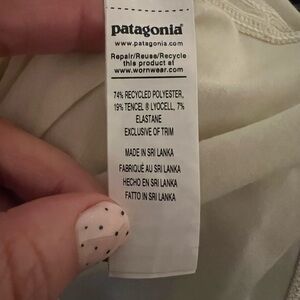 patagonia®
www.patagonia.com
Repair/Reuse/Recycle
this product at
www.wornwear.com
74% RECYCLED POLYESTER,
19% TENCEL ® LYOCELL, 7%
ELASTANE
EXCLUSIVE OF TRIM
MADE IN SRI LANKA
FABRIQUÉ AU SRI LANKA
HECHO EN SRI LANKA
FATTO IN SRI LANKA